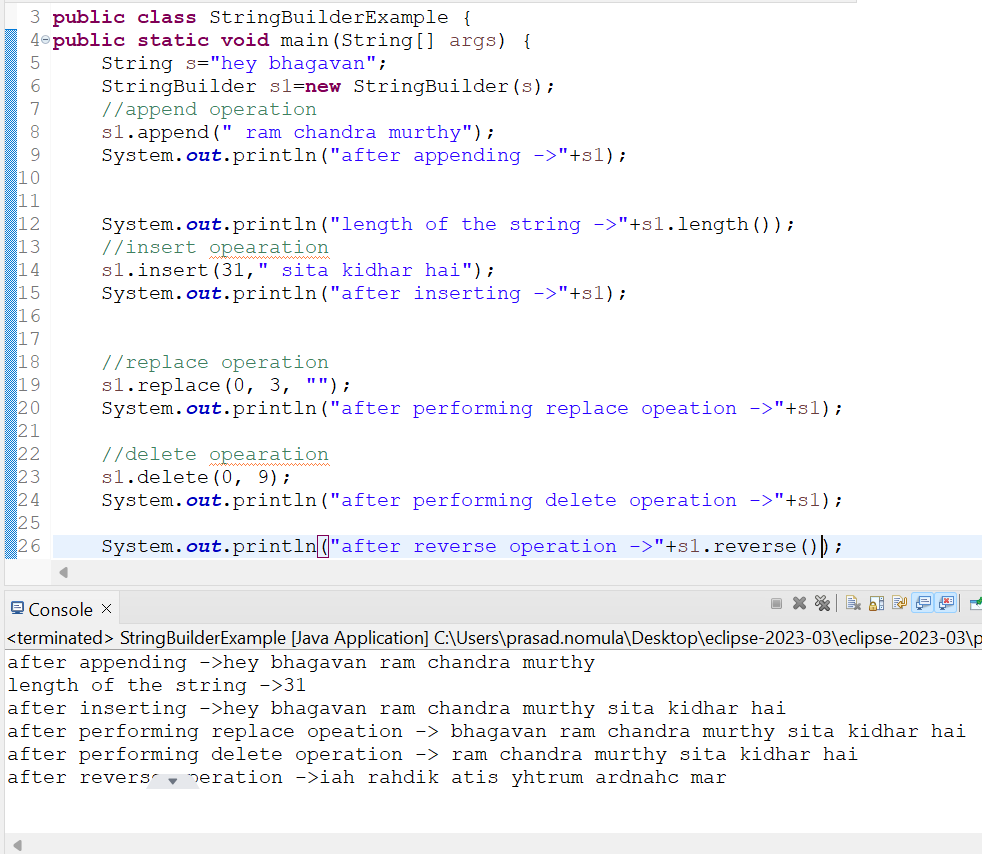 3 public class StringBuilderExample {
4 public static void main(String[] args) {
5 String s="hey bhagavan";
6 StringBuilder s1=new StringBuilder(s);
7 //append operation
8 s1.append(" ram chandra murthy");
9 System.out.println("after appending ->"+s1);
10
11
12 System.out.println("length of the string ->"+s1.length());
13 //insert opearation
14 s1.insert(31," sita kidhar hai");
15 System.out.println("after inserting ->"+s1);
16
17
18 //replace operation
19 s1.replace(0, 3, "");
20 System.out.println("after performing replace opeation ->"+s1);
21
22 //delete opearation
23 s1.delete(0, 9);
24 System.out.println("after performing delete operation ->"+s1);
25
26 System.out.println("after reverse operation ->"+s1.reverse());
Console
<terminated> StringBuilderExample [Java Application] C:\Users\prasad.nomula\Desktop\eclipse-2023-03\eclipse-2023-03\p
after appending ->hey bhagavan ram chandra murthy
length of the string ->31
after inserting ->hey bhagavan ram chandra murthy sita kidhar hai
after performing replace opeation -> bhagavan ram chandra murthy sita kidhar hai
after performing delete operation -> ram chandra murthy sita kidhar hai
after reverse operation ->iah rahdik atis yhtrum ardnahc mar